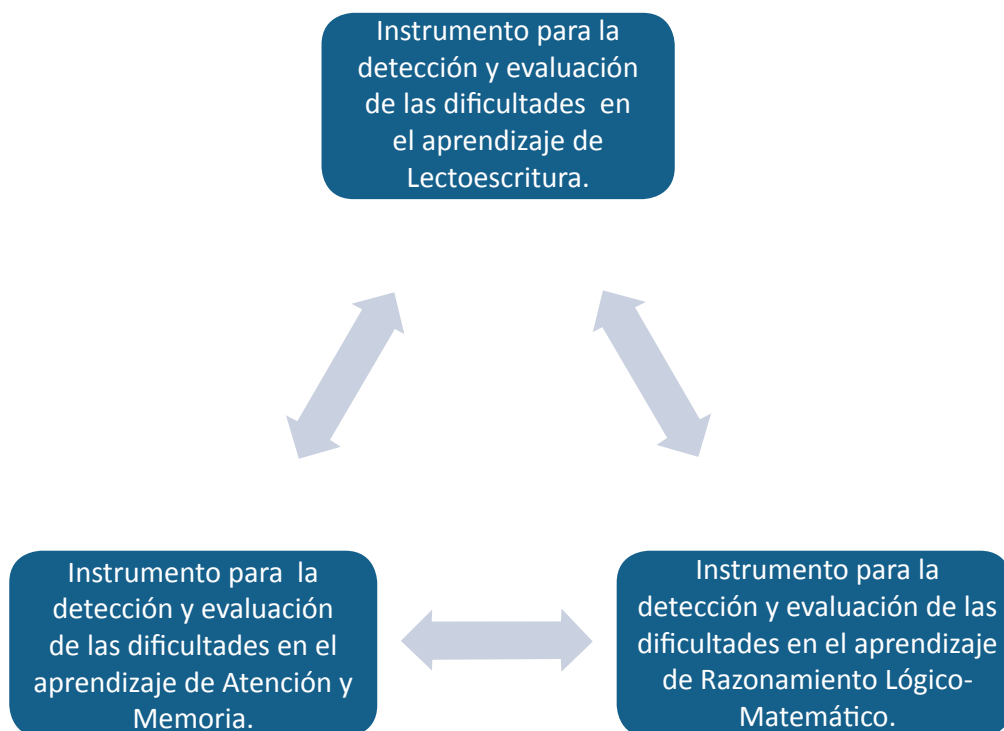 Instrumento para la
detección y evaluación
de las dificultades en
el aprendizaje de
Lectoescritura.
Instrumento para la
detección y evaluación
de las dificultades en el
aprendizaje de Atención y
Memoria.
Instrumento para la
detección y evaluación de las
dificultades en el aprendizaje
de Razonamiento Lógico-
Matemático.